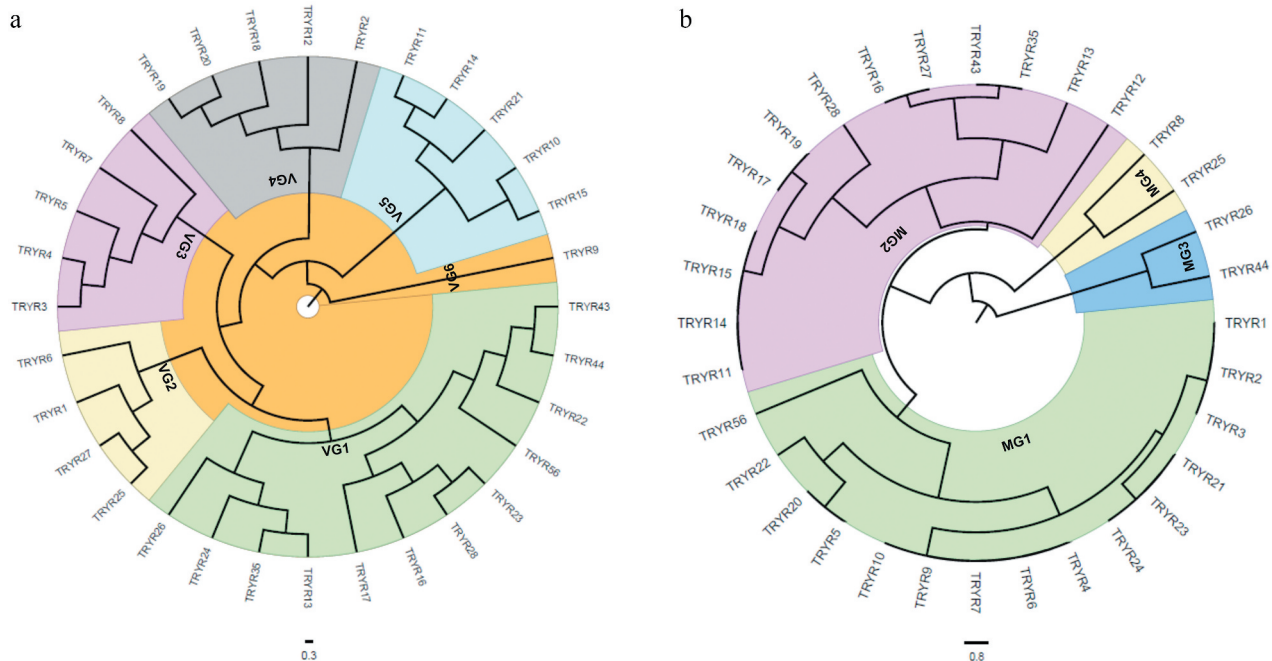 a
TRYR12
TRYR2
TRYR11
TRYR14
TRYR21
TRYR10
TRYR15
TRYR9
TRYR43
TRYR44
TRYR22
TRYR56
TRYR23
TRYR28
TRYR16
TRYR17
TRYR13
TRYR35
TRYR24
TRYR26
TRYR25
TRYR27
TRYR1
TRYR6
TRYR3
TRYR4
TRYR5
TRYR7
TRYR8
TRYR19
TRYR20
TRYR18
VG4
VG5
VG6
VG1
VG2
VG3
0.3
b
TRYR43
TRYR35
TRYR13
TRYR12
TRYR8
TRYR25
TRYR26
TRYR44
TRYR1
TRYR2
TRYR3
TRYR21
TRYR23
TRYR24
TRYR4
TRYR6
TRYR7
TRYR9
TRYR10
TRYR5
TRYR20
TRYR22
TRYR56
TRYR11
TRYR14
TRYR15
TRYR18
TRYR17
TRYR19
TRYR28
TRYR16
TRYR27
MG2
MG4
MG3
MG1
0.8